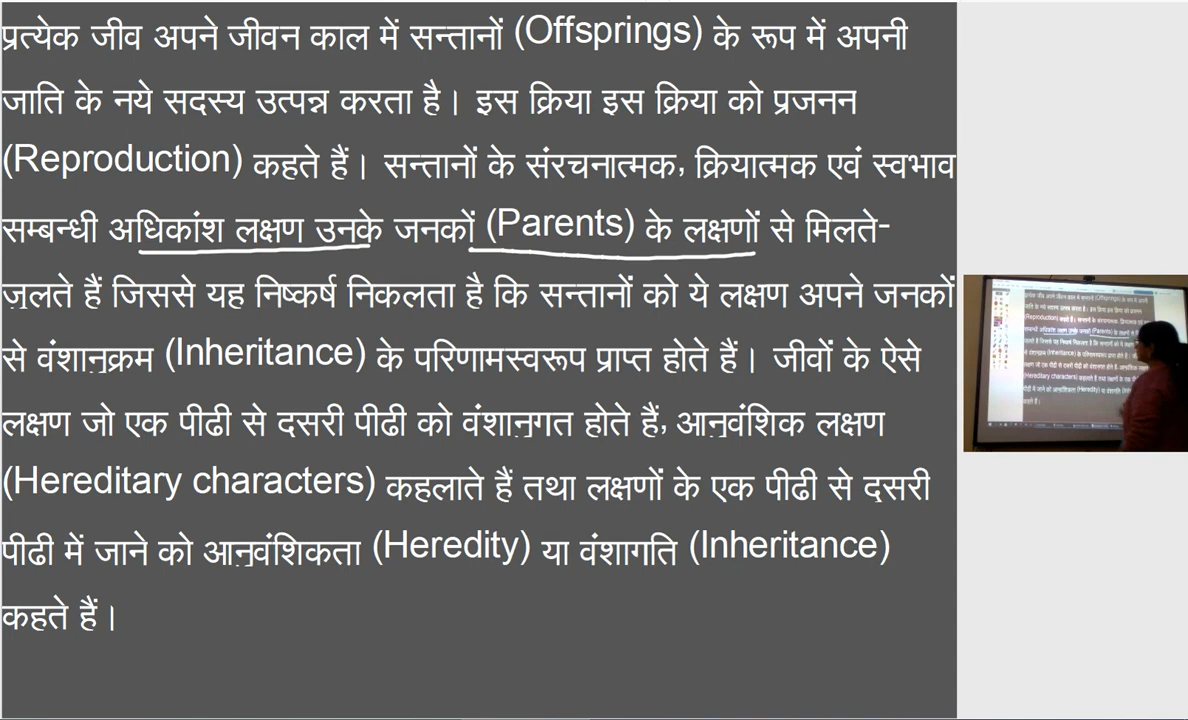 प्रत्येक जीव अपने जीवन काल में सन्तानों (Offsprings) के रूप में अपनी
जाति के नये सदस्य उत्पन्न करता है। इस क्रिया इस क्रिया को प्रजनन
(Reproduction) कहते हैं। सन्तानों के संरचनात्मक, क्रियात्मक एवं स्वभाव
सम्बन्धी अधिकांश लक्षण उनके जनकों (Parents) के लक्षणों से मिलते-
जुलते हैं जिससे यह निष्कर्ष निकलता है कि सन्तानों को ये लक्षण अपने जनकों
से वंशानुक्रम (Inheritance) के परिणामस्वरूप प्राप्त होते हैं। जीवों के ऐसे
लक्षण जो एक पीढी से दूसरी पीढी को वंशानुगत होते हैं, आनुवंशिक लक्षण
(Hereditary characters) कहलाते हैं तथा लक्षणों के एक पीढी से दूसरी
पीढी में जाने को आनुवंशिकता (Heredity) या वंशागति (Inheritance)
कहते हैं।